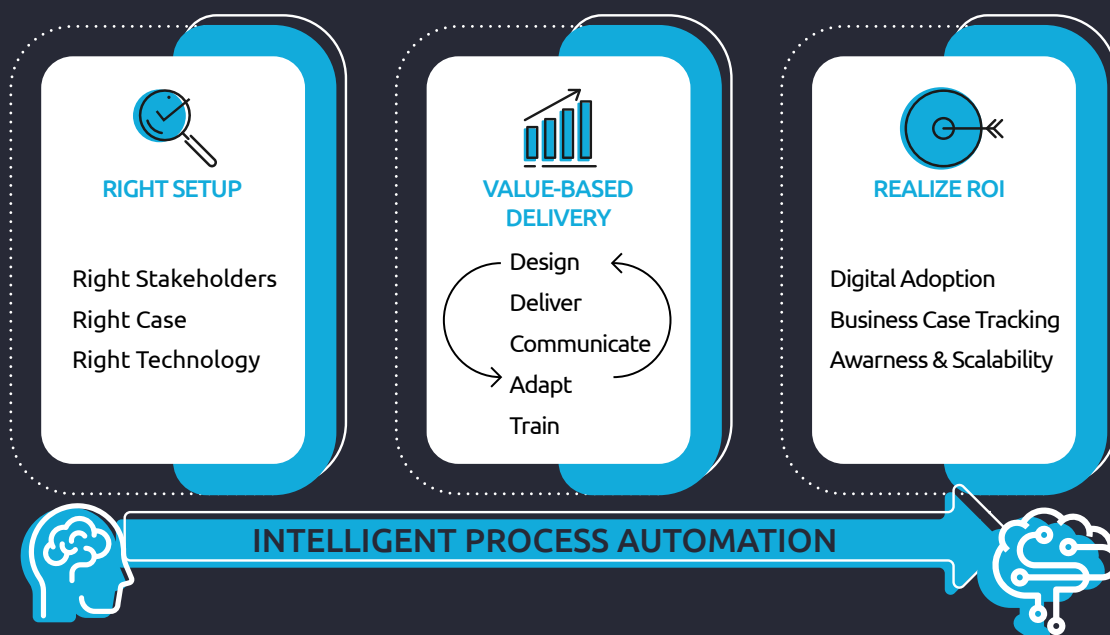 RIGHT SETUP
Right Stakeholders
Right Case
Right Technology
VALUE-BASED
DELIVERY
Design
Deliver
Communicate
Adapt
Train
REALIZE ROI
Digital Adoption
Business Case Tracking
Awarness & Scalability
INTELLIGENT PROCESS AUTOMATION